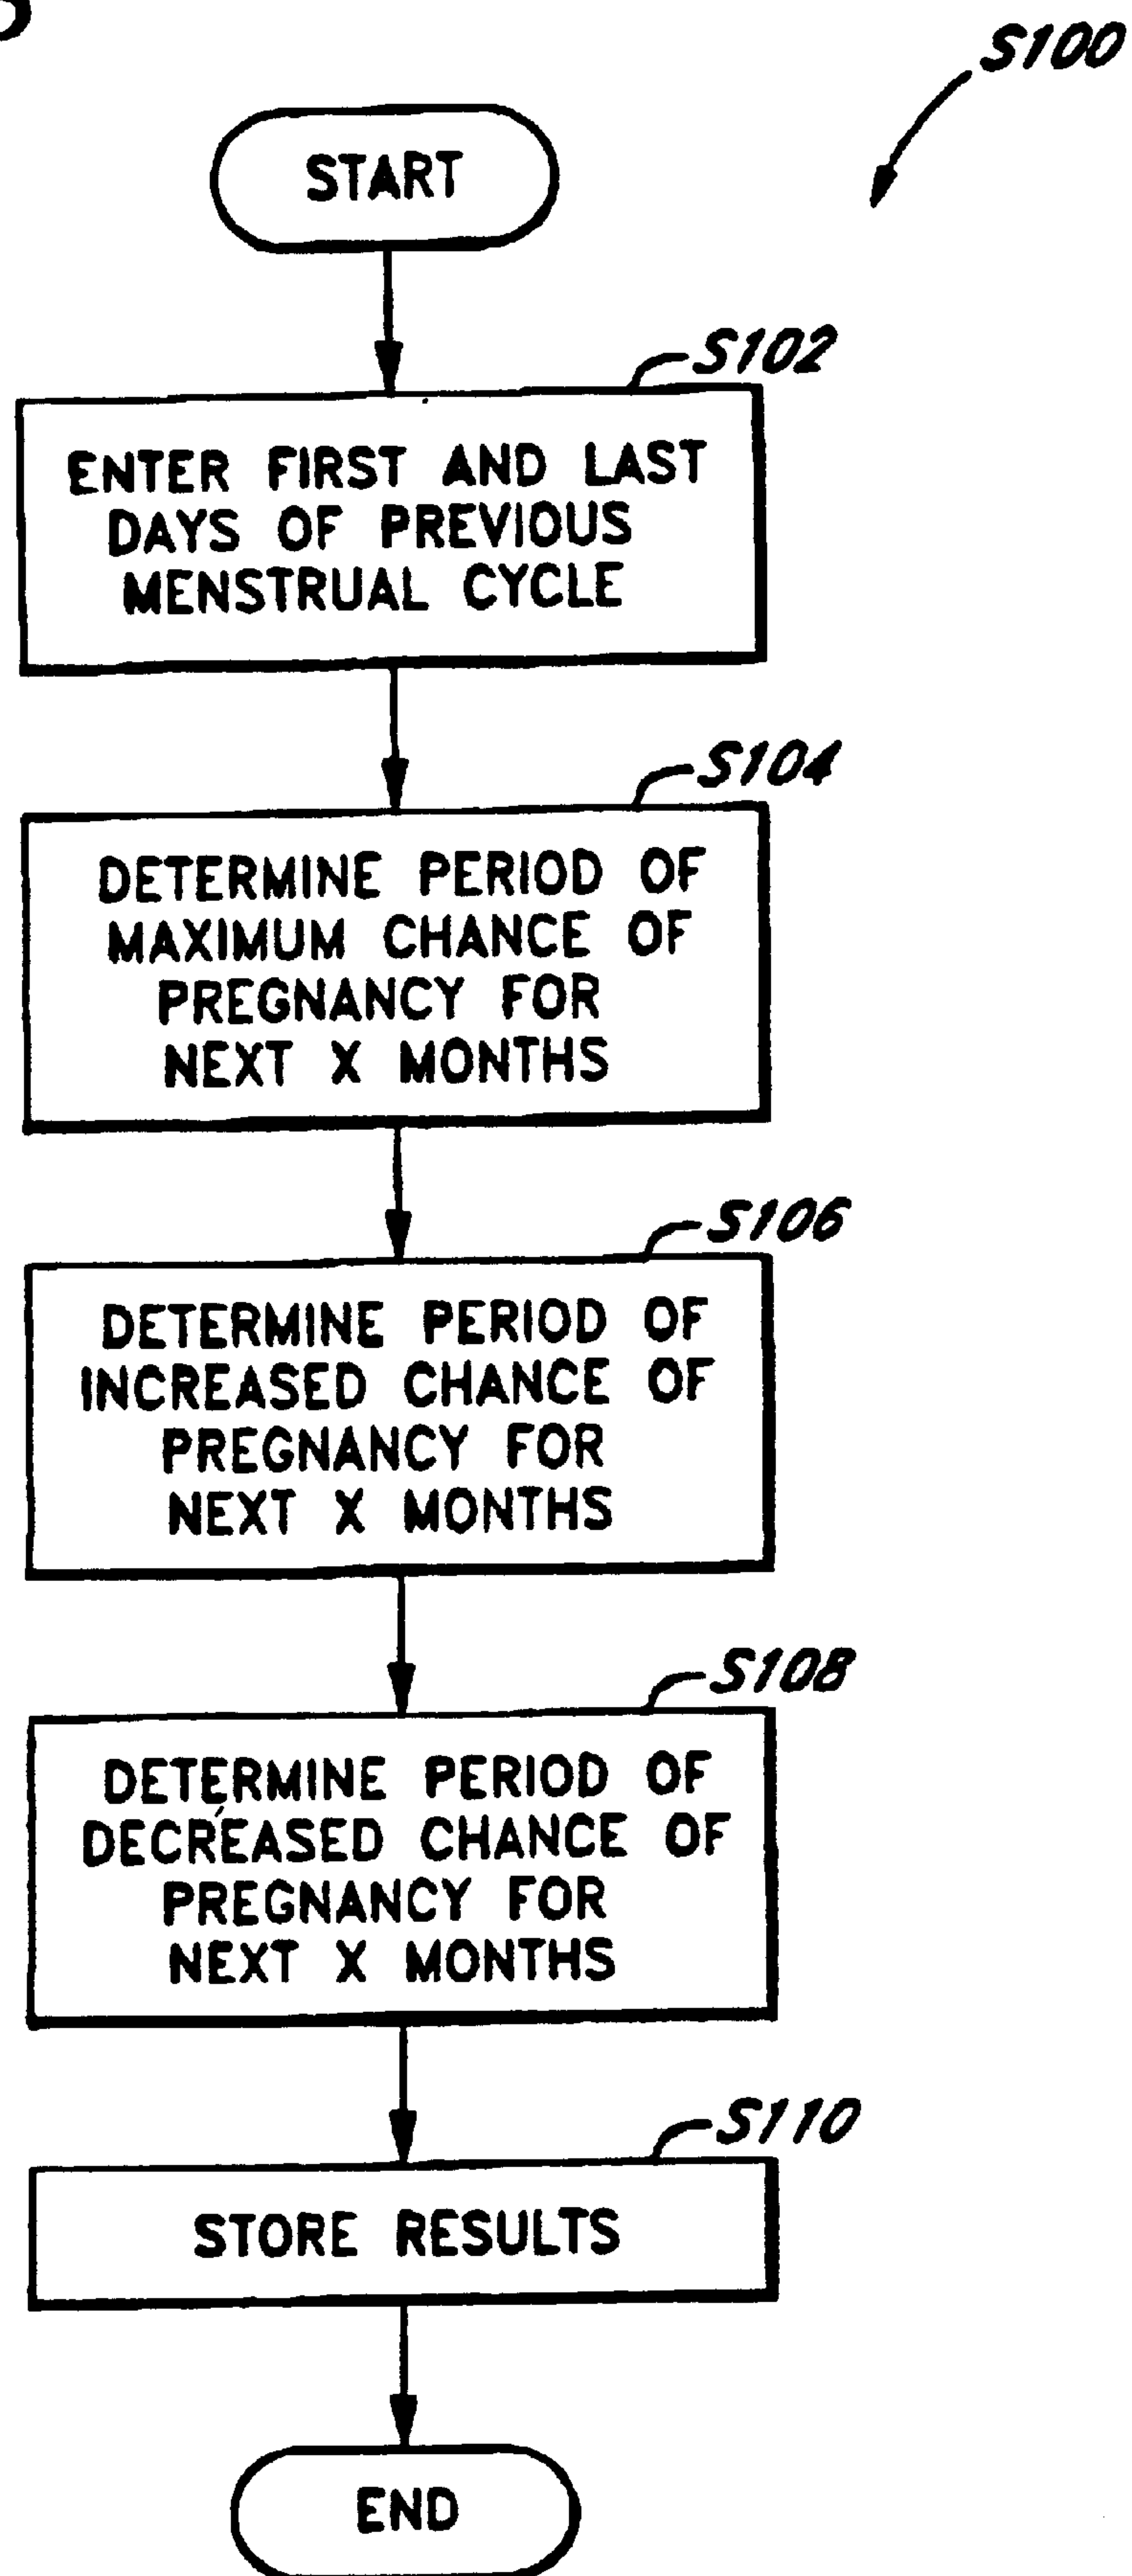 S100
START
S102
ENTER FIRST AND LAST
DAYS OF PREVIOUS
MENSTRUAL CYCLE
S104
DETERMINE PERIOD OF
MAXIMUM CHANCE OF
PREGNANCY FOR
NEXT X MONTHS
S106
DETERMINE PERIOD OF
INCREASED CHANCE OF
PREGNANCY FOR
NEXT X MONTHS
S108
DETERMINE PERIOD OF
DECREASED CHANCE OF
PREGNANCY FOR
NEXT X MONTHS
S110
STORE RESULTS
END